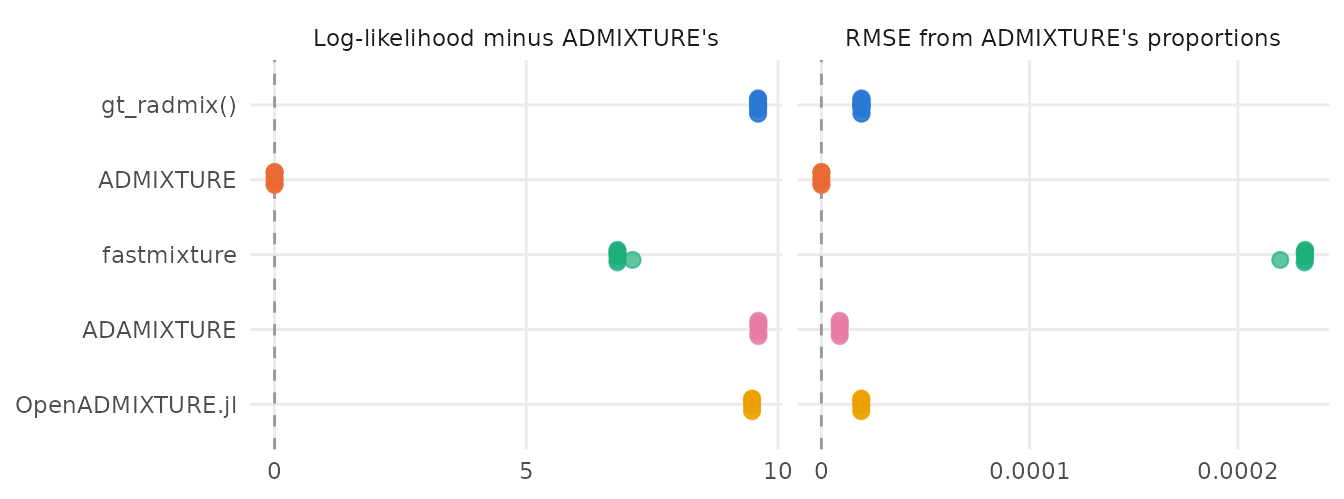 Log-likelihood minus ADMIXTURE's
RMSE from ADMIXTURE's proportions
gt_radmix()
ADMIXTURE
fastmixture
ADAMIXTURE
OpenADMIXTURE.jl
0 5 10
0 0.0001 0.0002